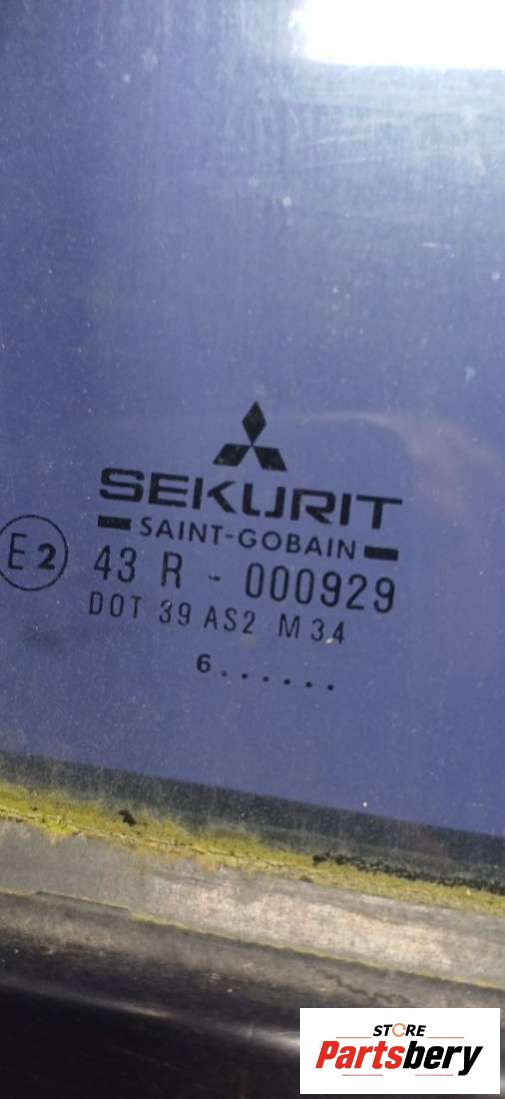 SEKURIT
SAINT-GOBAIN
E2 43 R - 000929
DOT 39 AS2 M34
6......
STORE
Partsbery